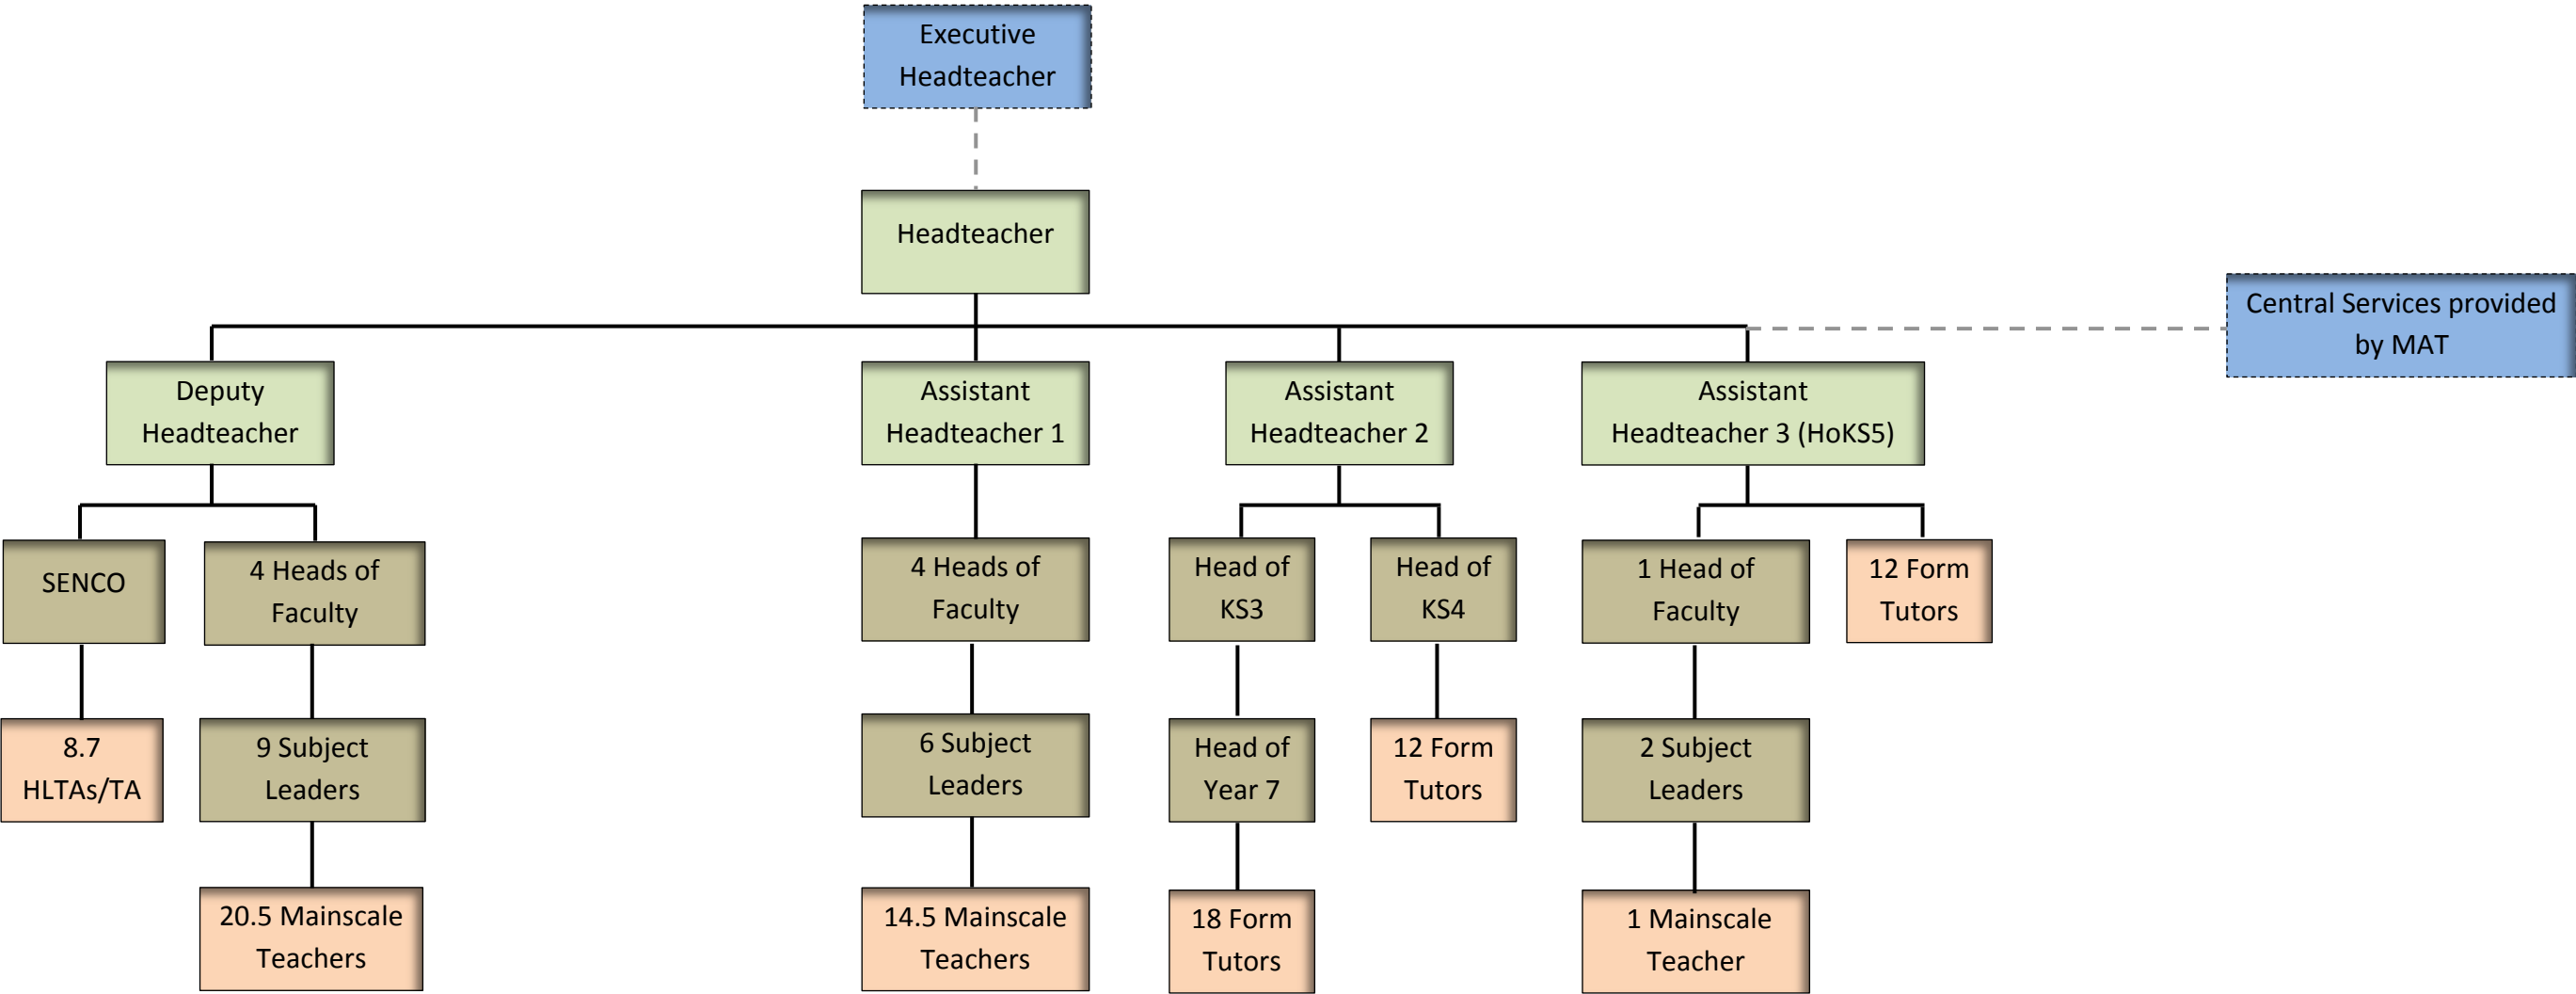 Executive
Headteacher
Headteacher
Central Services provided
by MAT
Deputy
Headteacher
Assistant
Headteacher 1
Assistant
Headteacher 2
Assistant
Headteacher 3 (HoKS5)
SENCO
4 Heads of
Faculty
4 Heads of
Faculty
Head of
KS3
Head of
KS4
1 Head of
Faculty
12 Form
Tutors
8.7
HLTAs/TA
9 Subject
Leaders
6 Subject
Leaders
Head of
Year 7
12 Form
Tutors
2 Subject
Leaders
20.5 Mainscale
Teachers
14.5 Mainscale
Teachers
18 Form
Tutors
1 Mainscale
Teacher